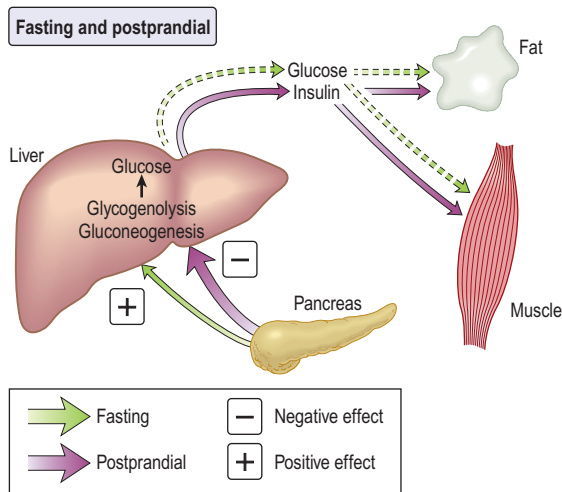 Fasting and postprandial
Glucose
Insulin
Fat
Liver
Glucose
Glycogenolysis
Gluconeogenesis
−
+
Pancreas
Muscle
Fasting
− Negative effect
Postprandial
+ Positive effect